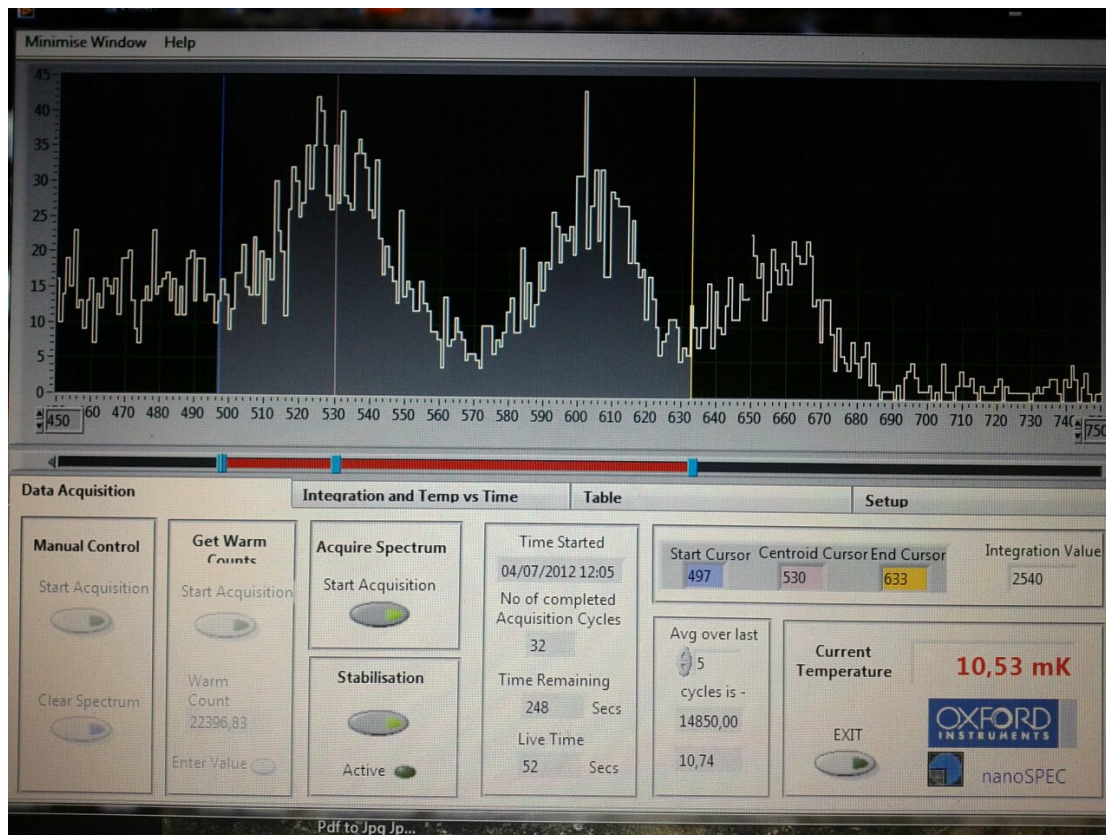 Minimise Window Help
45
40
35
30
25
20
15
10
5
0
450 60 470 480 490 500 510 520 530 540 550 560 570 580 590 600 610 620 630 640 650 660 670 680 690 700 710 720 730 740 750
Data Acquisition
Integration and Temp vs Time
Table
Setup
Manual Control
Start Acquisition
Clear Spectrum
Get Warm
Counts
Start Acquisition
Warm
Count
22396,83
Enter Value
Acquire Spectrum
Start Acquisition
Stabilisation
Active
Time Started
04/07/2012 12:05
No of completed
Acquisition Cycles
32
Time Remaining
248 Secs
Live Time
52 Secs
Start Cursor Centroid Cursor End Cursor Integration Value
497 530 633 2540
Avg over last
5
cycles is -
14850,00
10,74
Current
Temperature
10,53 mK
EXIT
OXFORD
INSTRUMENTS
nanoSPEC
Pdf to Jpg Jp...